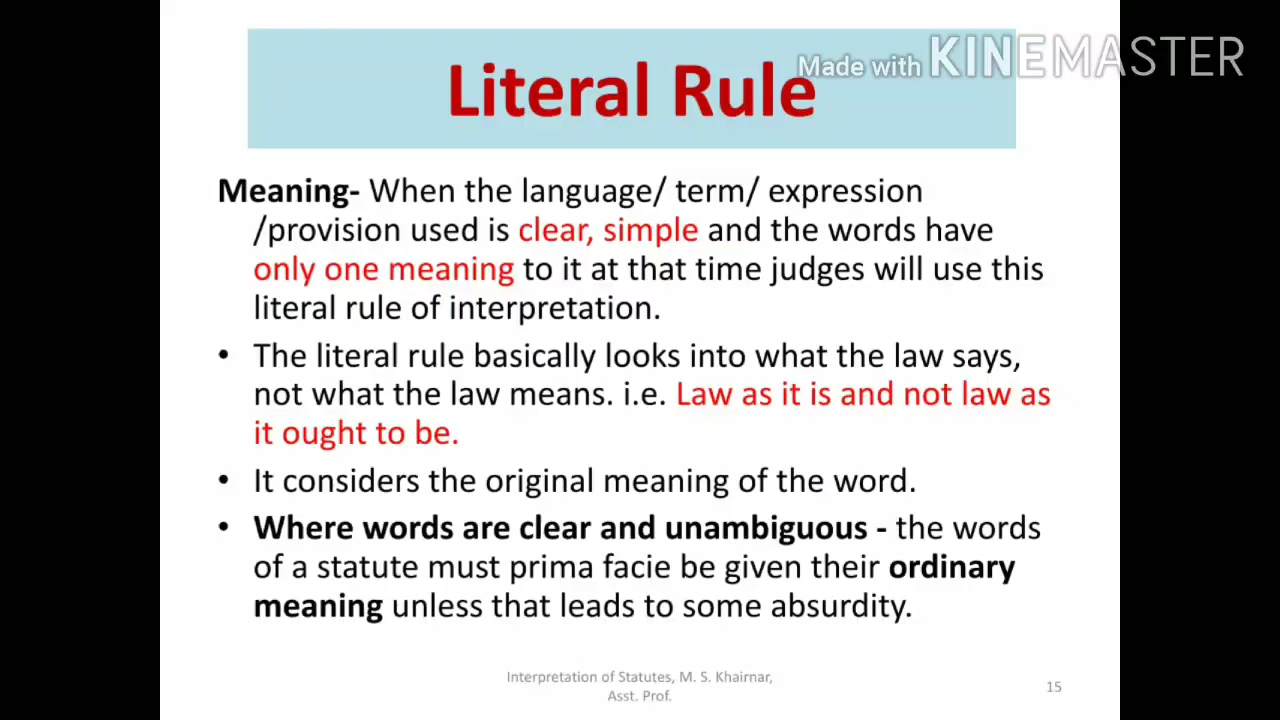 Made with KINEMASTER
Literal Rule
Meaning- When the language/ term/ expression
/provision used is clear, simple and the words have
only one meaning to it at that time judges will use this
literal rule of interpretation.
• The literal rule basically looks into what the law says,
not what the law means. i.e. Law as it is and not law as
it ought to be.
• It considers the original meaning of the word.
• Where words are clear and unambiguous - the words
of a statute must prima facie be given their ordinary
meaning unless that leads to some absurdity.
Interpretation of Statutes, M. S. Khairnar,
Asst. Prof.
15